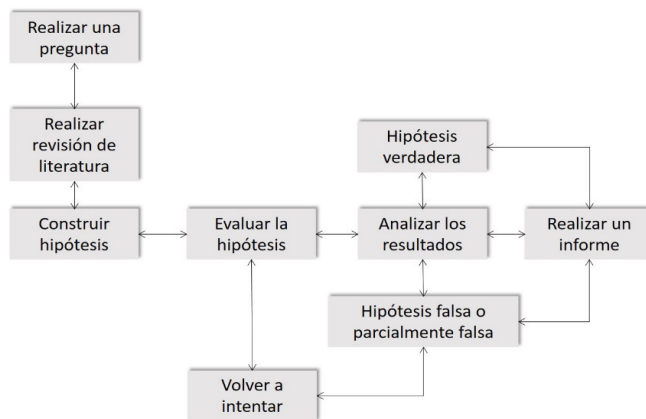 Realizar una
pregunta
Realizar
revisión de
literatura
Construir
hipótesis
Evaluar la
hipótesis
Hipótesis
verdadera
Analizar los
resultados
Realizar un
informe
Hipótesis falsa o
parcialmente falsa
Volver a
intentar